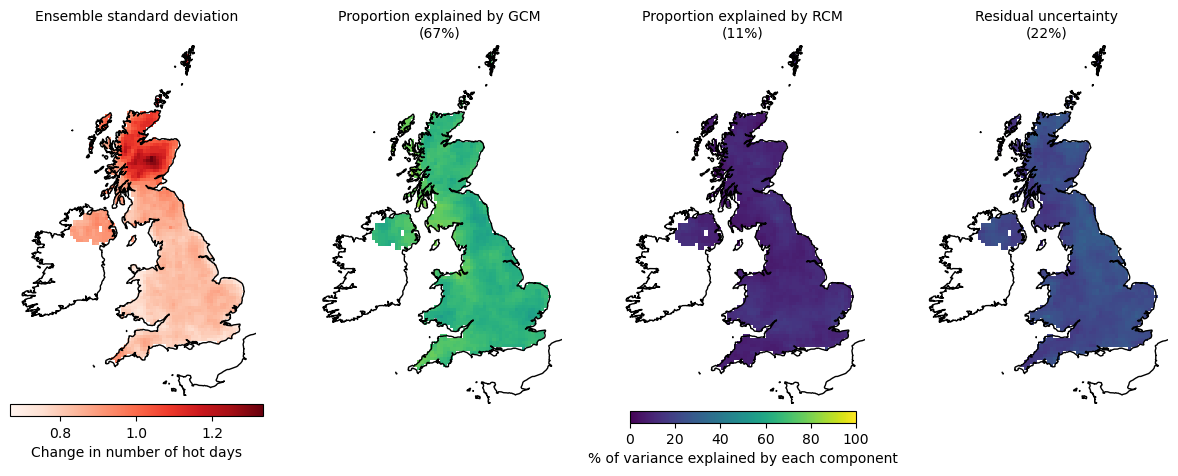 Ensemble standard deviation
Proportion explained by GCM
(67%)
Proportion explained by RCM
(11%)
Residual uncertainty
(22%)
0.8 1.0 1.2
Change in number of hot days
0 20 40 60 80 100
% of variance explained by each component